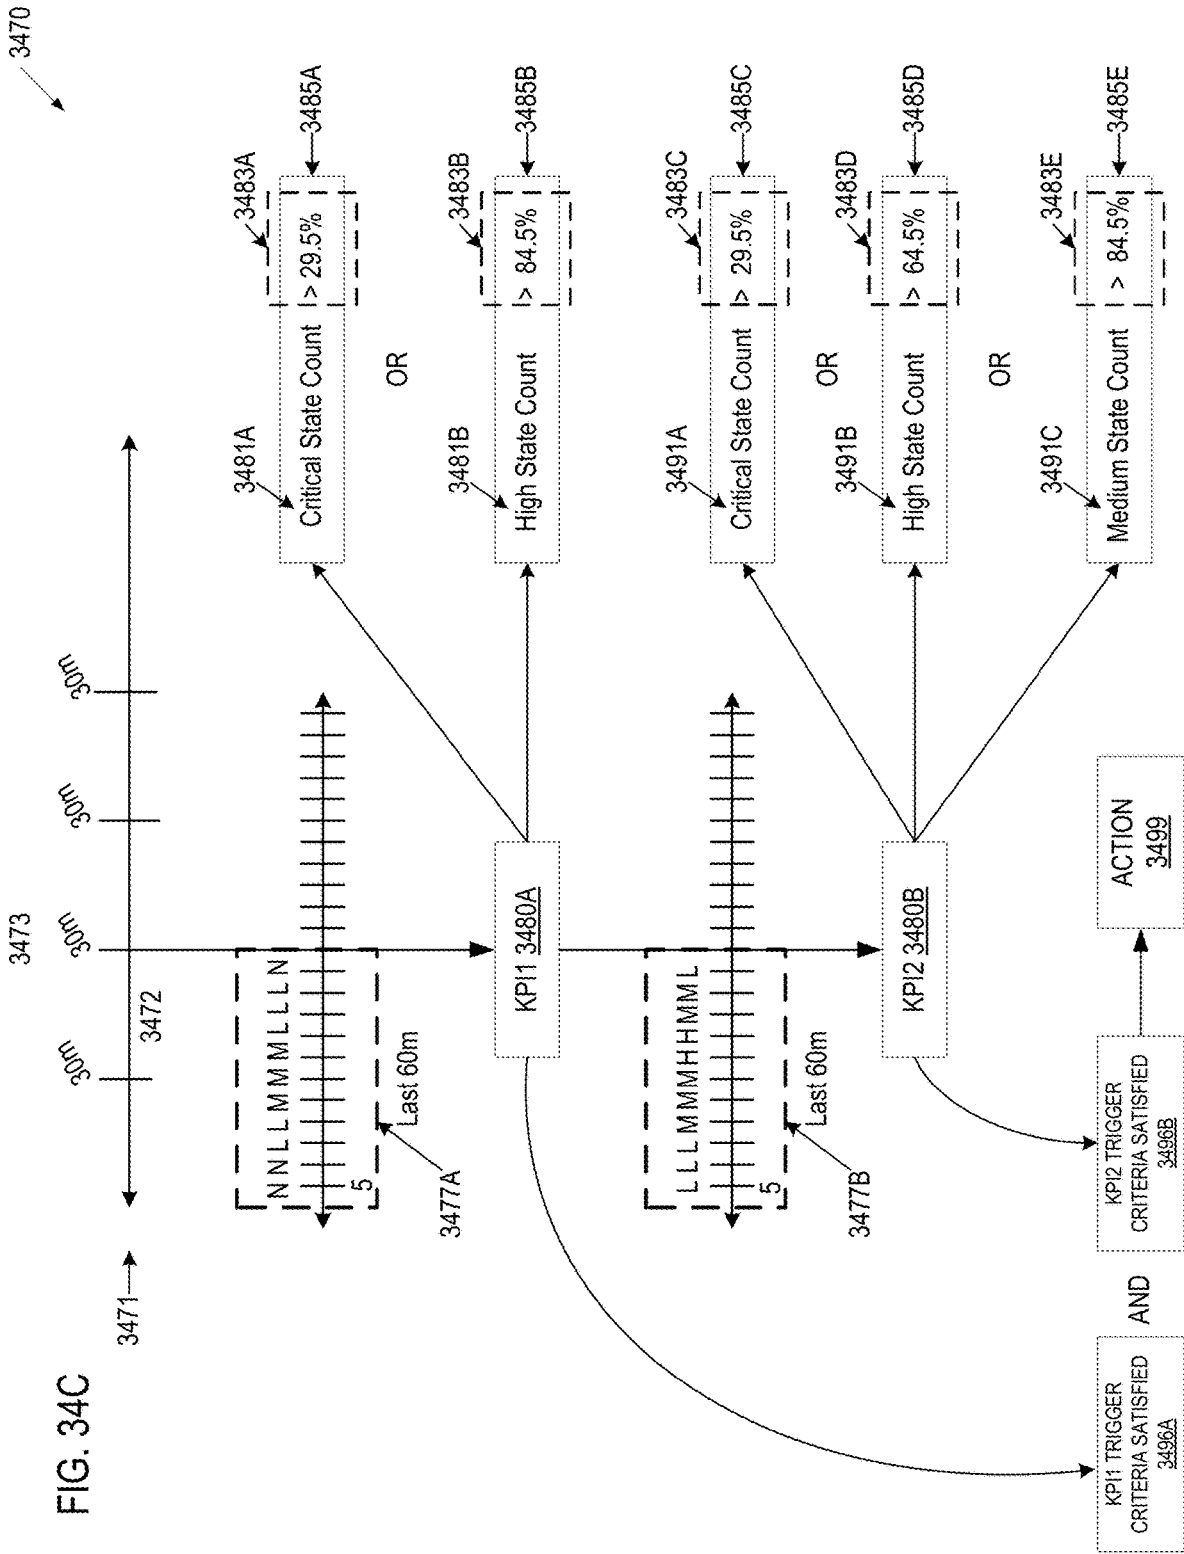 FIG. 34C
3470
3471
3472
3473
30m
30m
30m
30m
NNLLMMMLLLN
5
Last 60m
3477A
KPI1 3480A
3481A
Critical State Count
> 29.5%
3483A
3485A
OR
3481B
High State Count
> 84.5%
3483B
3485B
LLLMMMHHMML
5
Last 60m
3477B
KPI2 3480B
3491A
Critical State Count
> 29.5%
3483C
3485C
OR
3491B
High State Count
> 64.5%
3483D
3485D
OR
3491C
Medium State Count
> 84.5%
3483E
3485E
KPI1 TRIGGER
CRITERIA SATISFIED
3496A
AND
KPI2 TRIGGER
CRITERIA SATISFIED
3496B
ACTION
3499